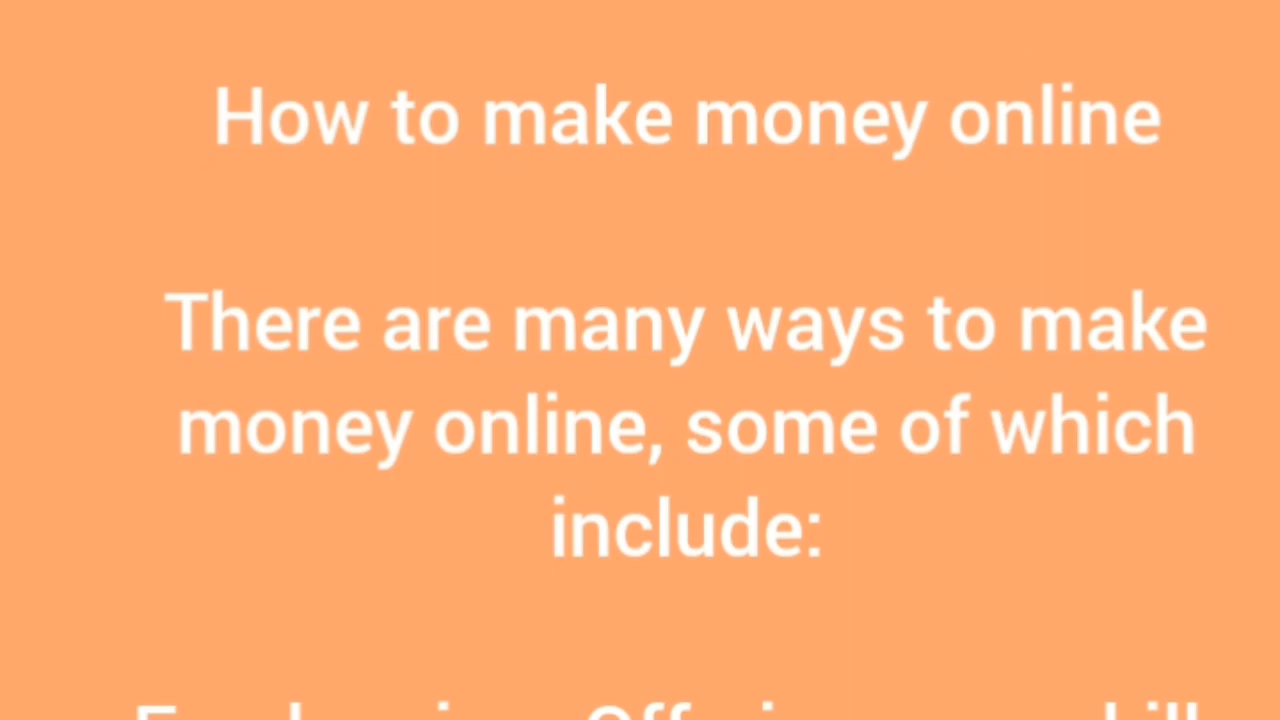 How to make money online
There are many ways to make
money online, some of which
include: